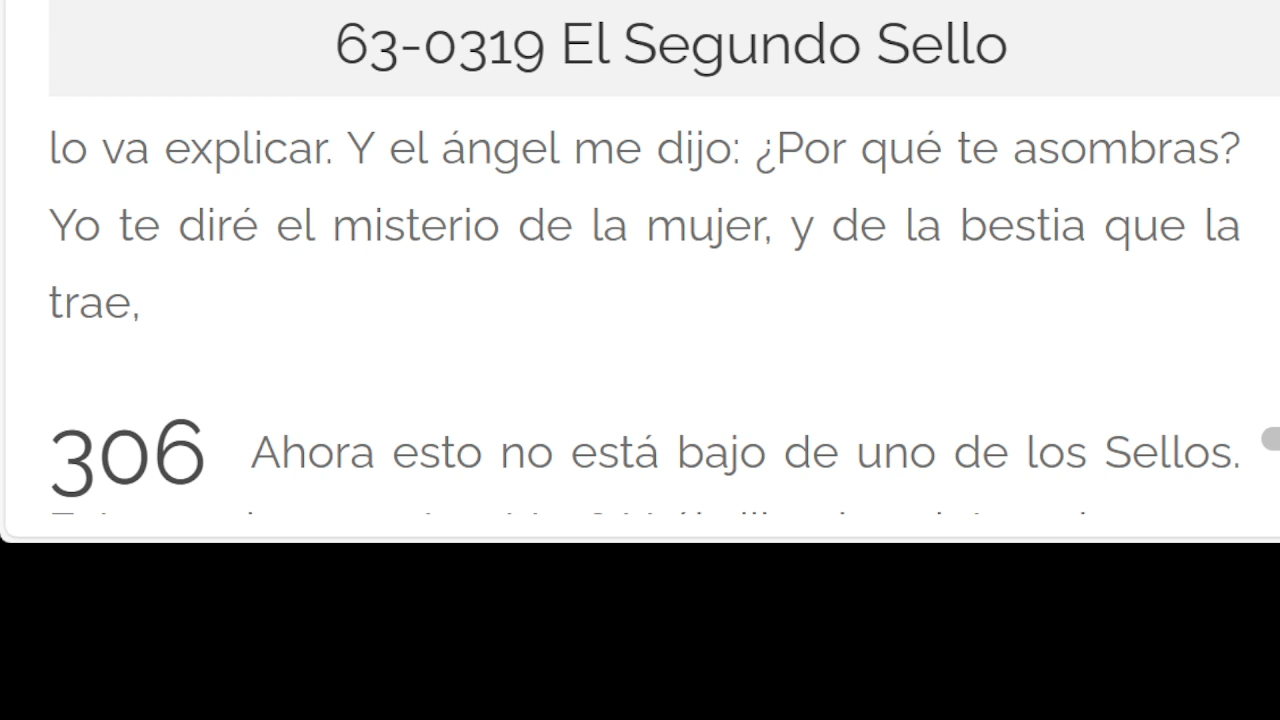 63-0319 El Segundo Sello
lo va explicar. Y el ángel me dijo: ¿Por qué te asombras?
Yo te diré el misterio de la mujer, y de la bestia que la
trae,
306 Ahora esto no está bajo de uno de los Sellos.